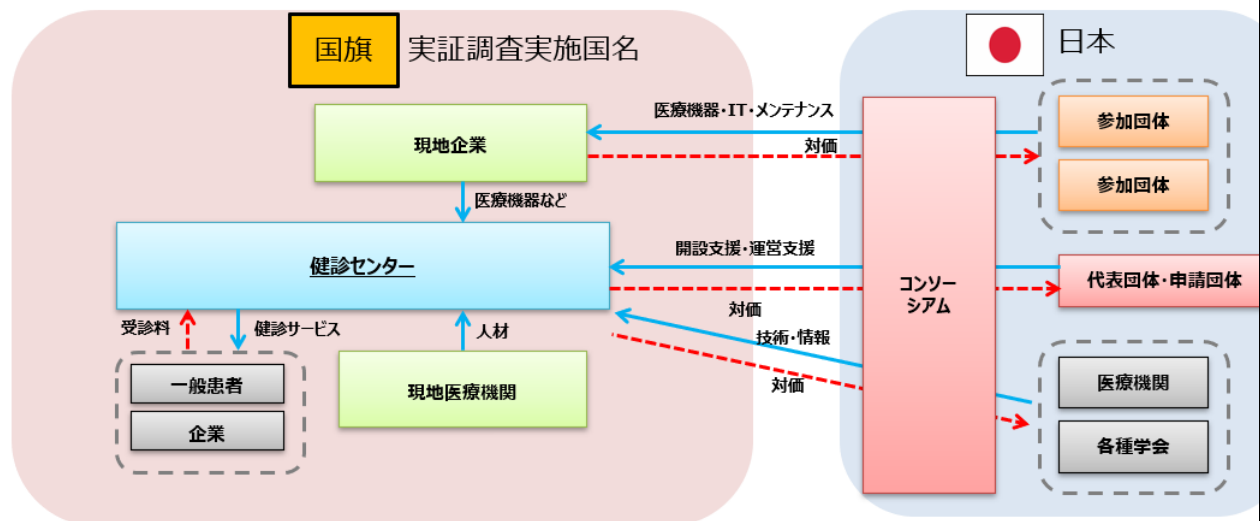 国旗
実証調査実施国名
日本
現地企業
医療機器・IT・メンテナンス
対価
参加団体
参加団体
医療機器など
健診センター
開設支援・運営支援
対価
コンソー
シアム
代表団体・申請団体
受診料
健診サービス
人材
技術・情報
対価
一般患者
企業
現地医療機関
医療機関
各種学会